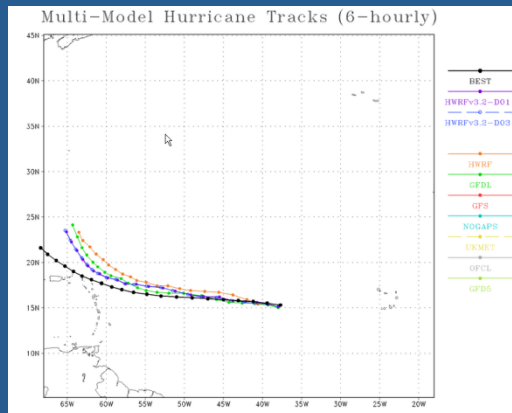 Multi-Model Hurricane Tracks (6-hourly)
45N
40N
35N
30N
25N
20N
15N
10N
65W 60W 55W 50W 45W 40W 35W 30W 25W 20W
BEST
HWRFv3.2-D01
HWRFv3.2-D03
HWRF
GFDL
GFS
NOGAPS
UKMET
OFCL
GFD5